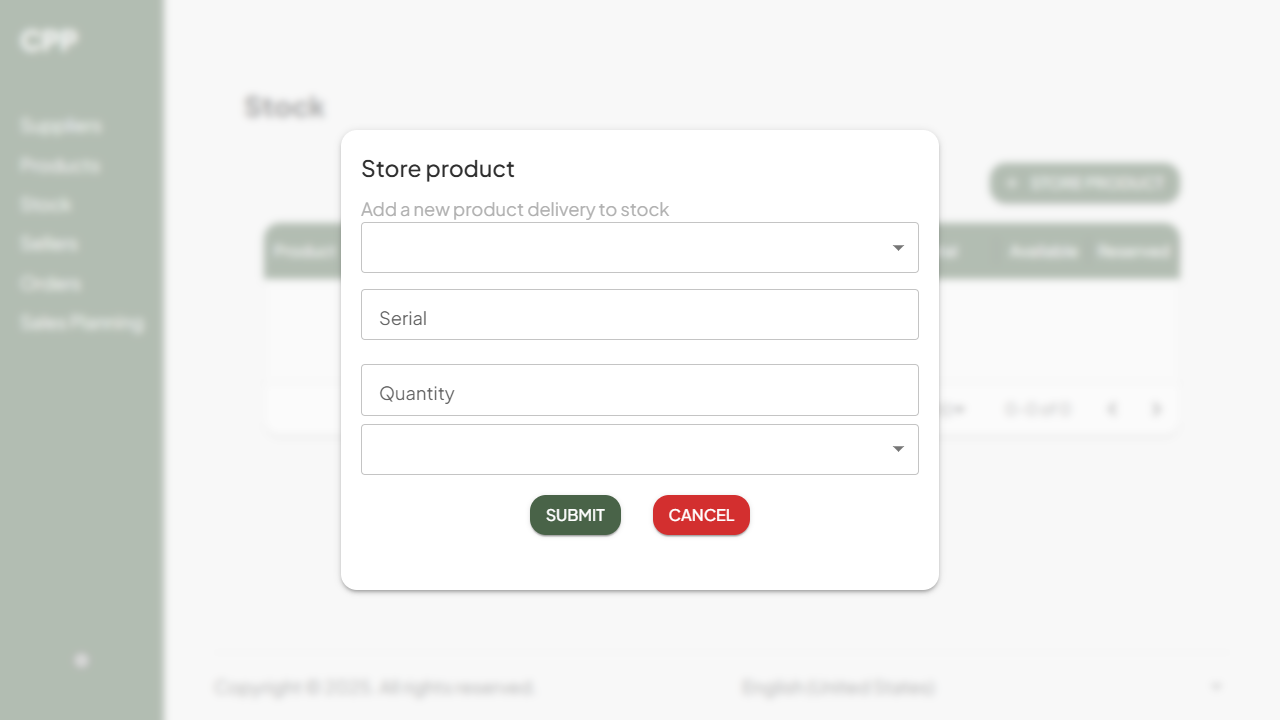 CPP
Suppliers
Products
Stock
Sellers
Orders
Sales Planning
Stock
STORE PRODUCT
Product
Available
Reserved
Store product
Add a new product delivery to stock
Serial
Quantity
SUBMIT
CANCEL
0-0 of 0
Copyright © 2025. All rights reserved.
English (United States)